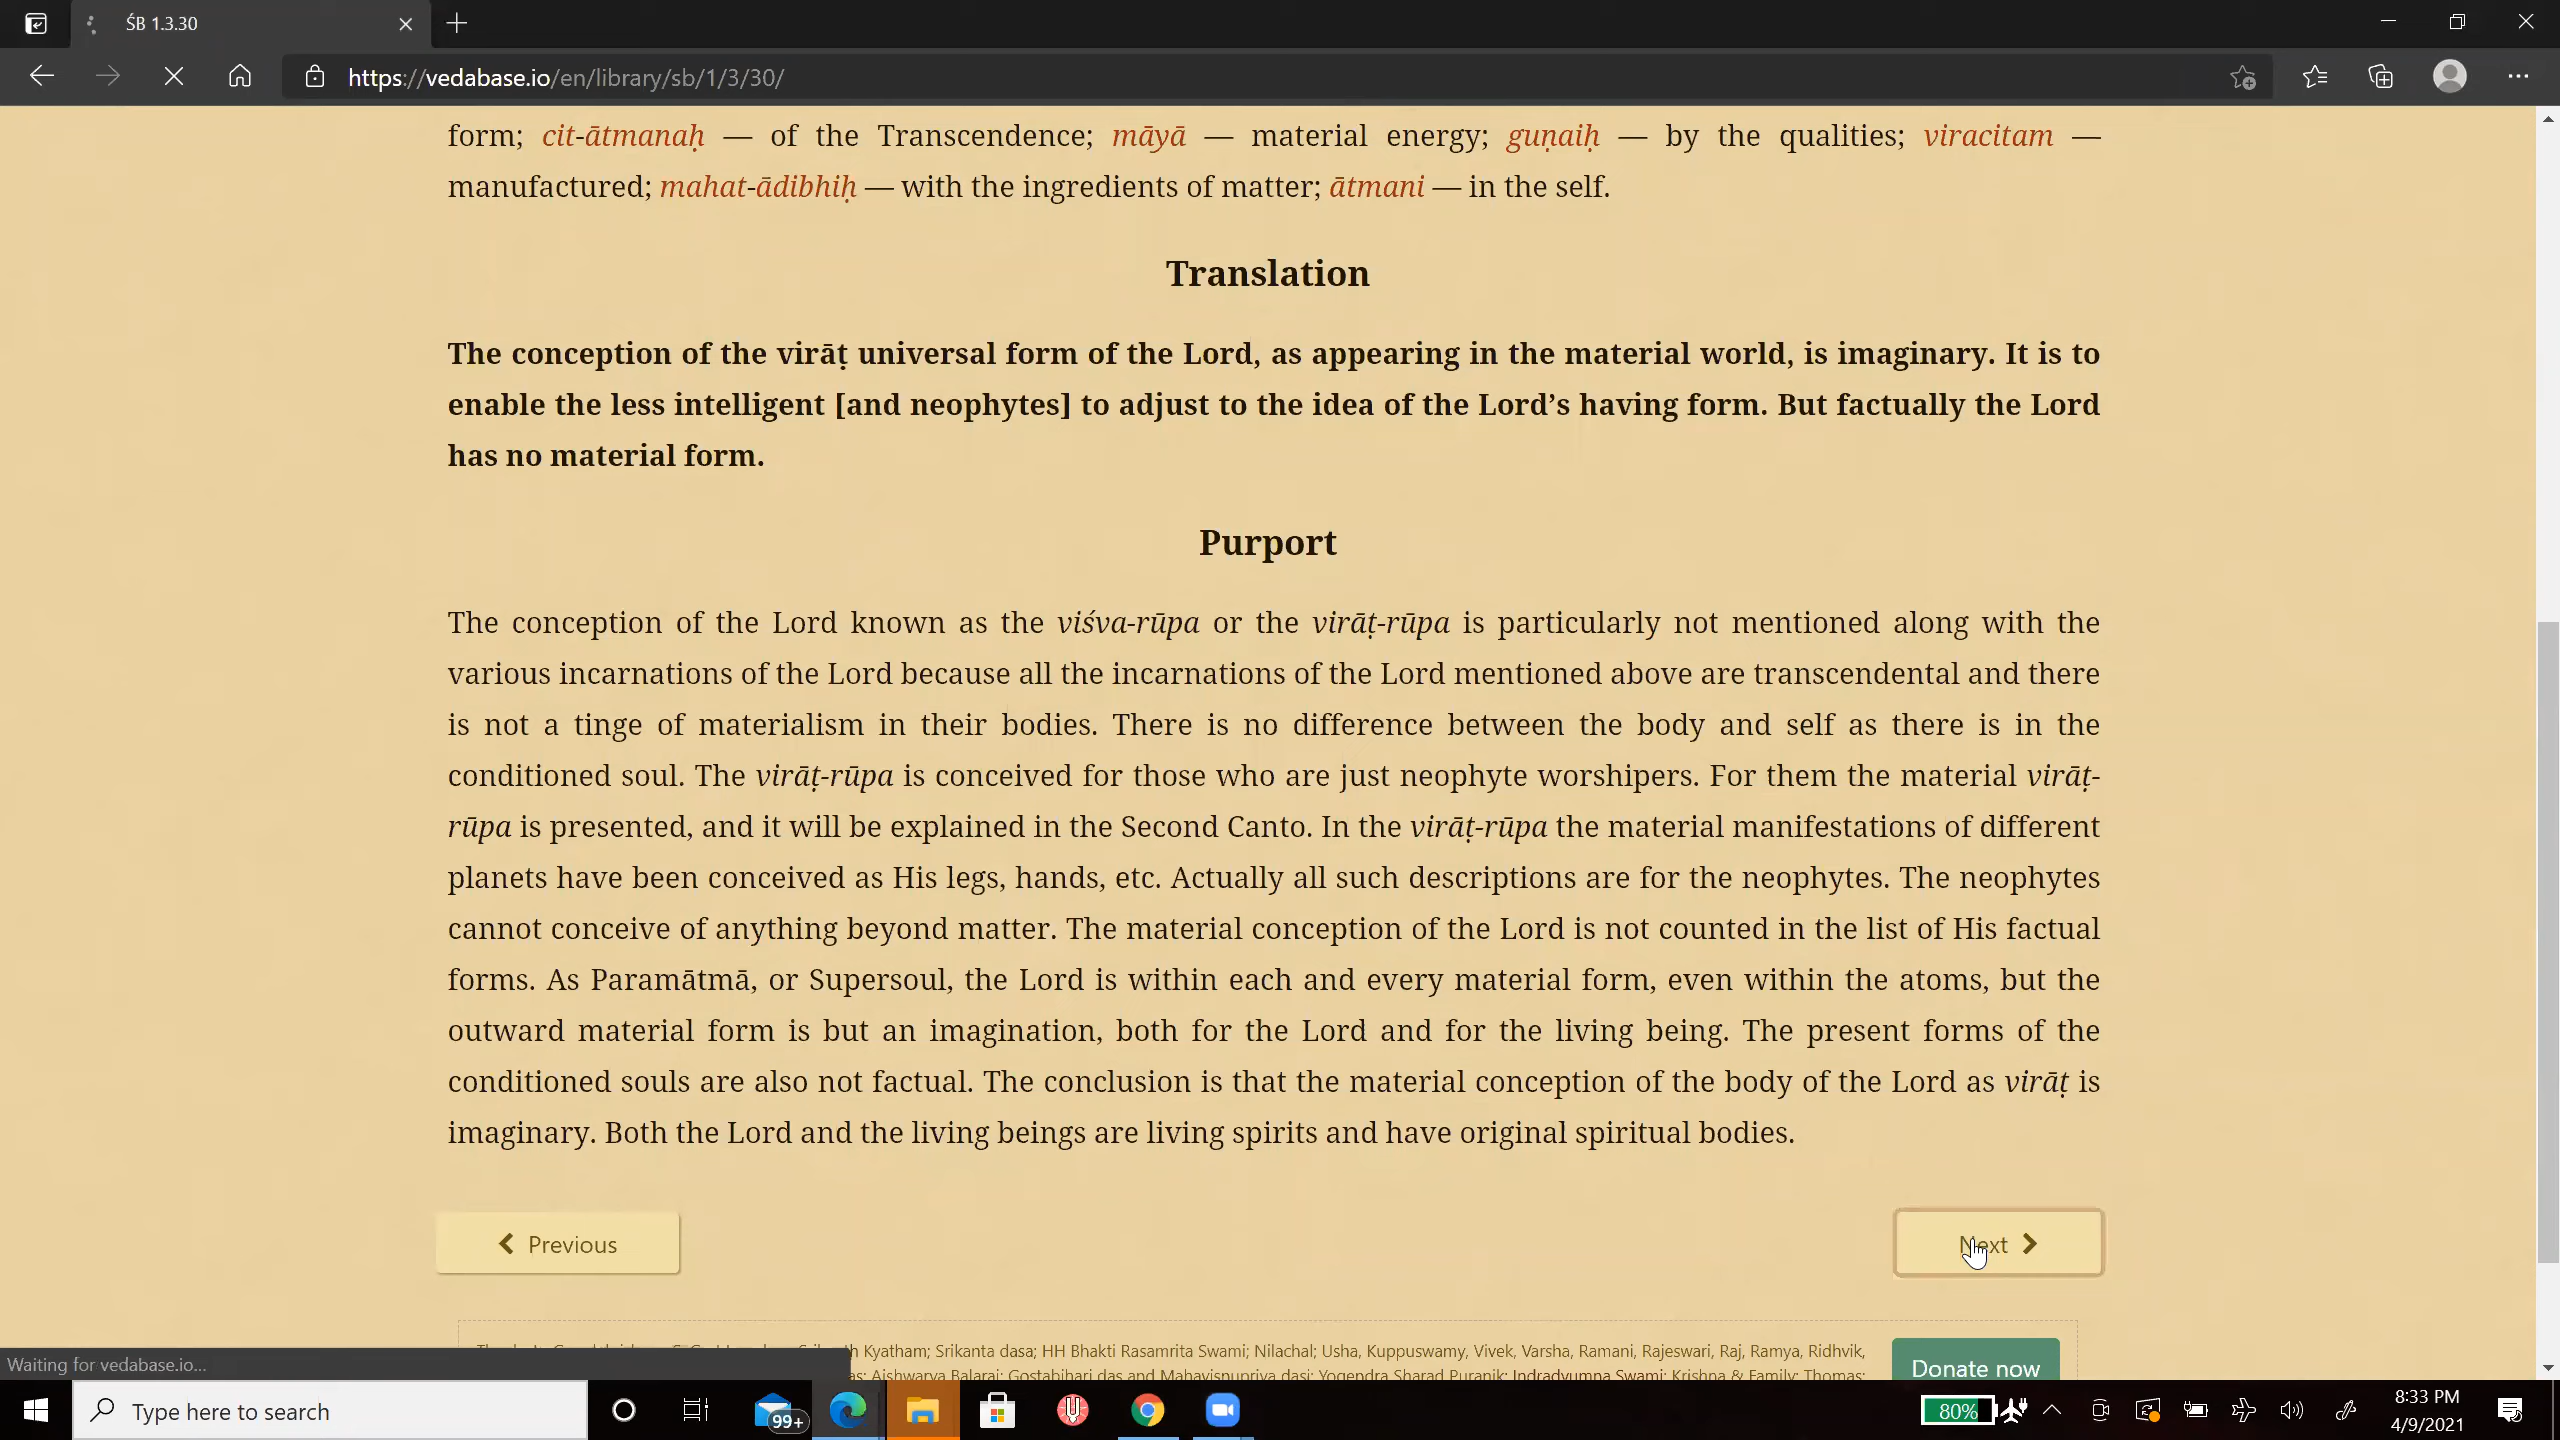 ŚB 1.3.30
https://vedabase.io/en/library/sb/1/3/30/
form; cit-ātmanaḥ — of the Transcendence; māyā — material energy; guṇaiḥ — by the qualities; viracitam —
manufactured; mahat-ādibhiḥ — with the ingredients of matter; ātmani — in the self.
Translation
The conception of the virāṭ universal form of the Lord, as appearing in the material world, is imaginary. It is to
enable the less intelligent [and neophytes] to adjust to the idea of the Lord’s having form. But factually the Lord
has no material form.
Purport
The conception of the Lord known as the viśva-rūpa or the virāṭ-rūpa is particularly not mentioned along with the
various incarnations of the Lord because all the incarnations of the Lord mentioned above are transcendental and there
is not a tinge of materialism in their bodies. There is no difference between the body and self as there is in the
conditioned soul. The virāṭ-rūpa is conceived for those who are just neophyte worshipers. For them the material virāṭ-
rūpa is presented, and it will be explained in the Second Canto. In the virāṭ-rūpa the material manifestations of different
planets have been conceived as His legs, hands, etc. Actually all such descriptions are for the neophytes. The neophytes
cannot conceive of anything beyond matter. The material conception of the Lord is not counted in the list of His factual
forms. As Paramātmā, or Supersoul, the Lord is within each and every material form, even within the atoms, but the
outward material form is but an imagination, both for the Lord and for the living being. The present forms of the
conditioned souls are also not factual. The conclusion is that the material conception of the body of the Lord as virāṭ is
imaginary. Both the Lord and the living beings are living spirits and have original spiritual bodies.
Previous
Next
Kyatham; Srikanta dasa; HH Bhakti Rasamrita Swami; Nilachal; Usha, Kuppuswamy, Vivek, Varsha, Ramani, Rajeswari, Raj, Ramya, Ridhvik,
Aishwarya Balaraj; Gostabihari das and Mahavisnupriya dasi; Yogendra Sharad Puranik; Indradyumna Swami; Krishna & Family; Thomas;
Donate now
Waiting for vedabase.io...
Type here to search
99+
80%
8:33 PM
4/9/2021